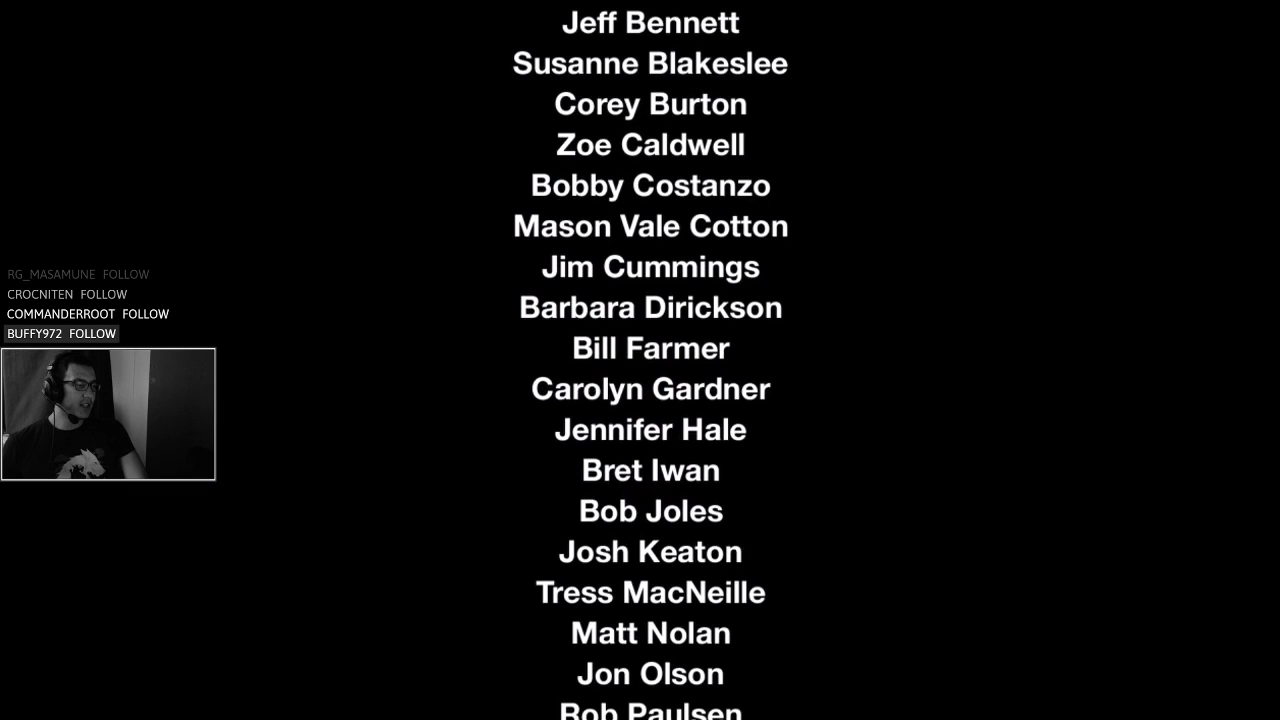 Jeff Bennett
Susanne Blakeslee
Corey Burton
Zoe Caldwell
Bobby Costanzo
Mason Vale Cotton
Jim Cummings
Barbara Dirickson
Bill Farmer
Carolyn Gardner
Jennifer Hale
Bret Iwan
Bob Joles
Josh Keaton
Tress MacNeille
Matt Nolan
Jon Olson
Rob Paulsen
RG_MASAMUNE FOLLOW
CROCNITEN FOLLOW
COMMANDERROOT FOLLOW
BUFFY972 FOLLOW